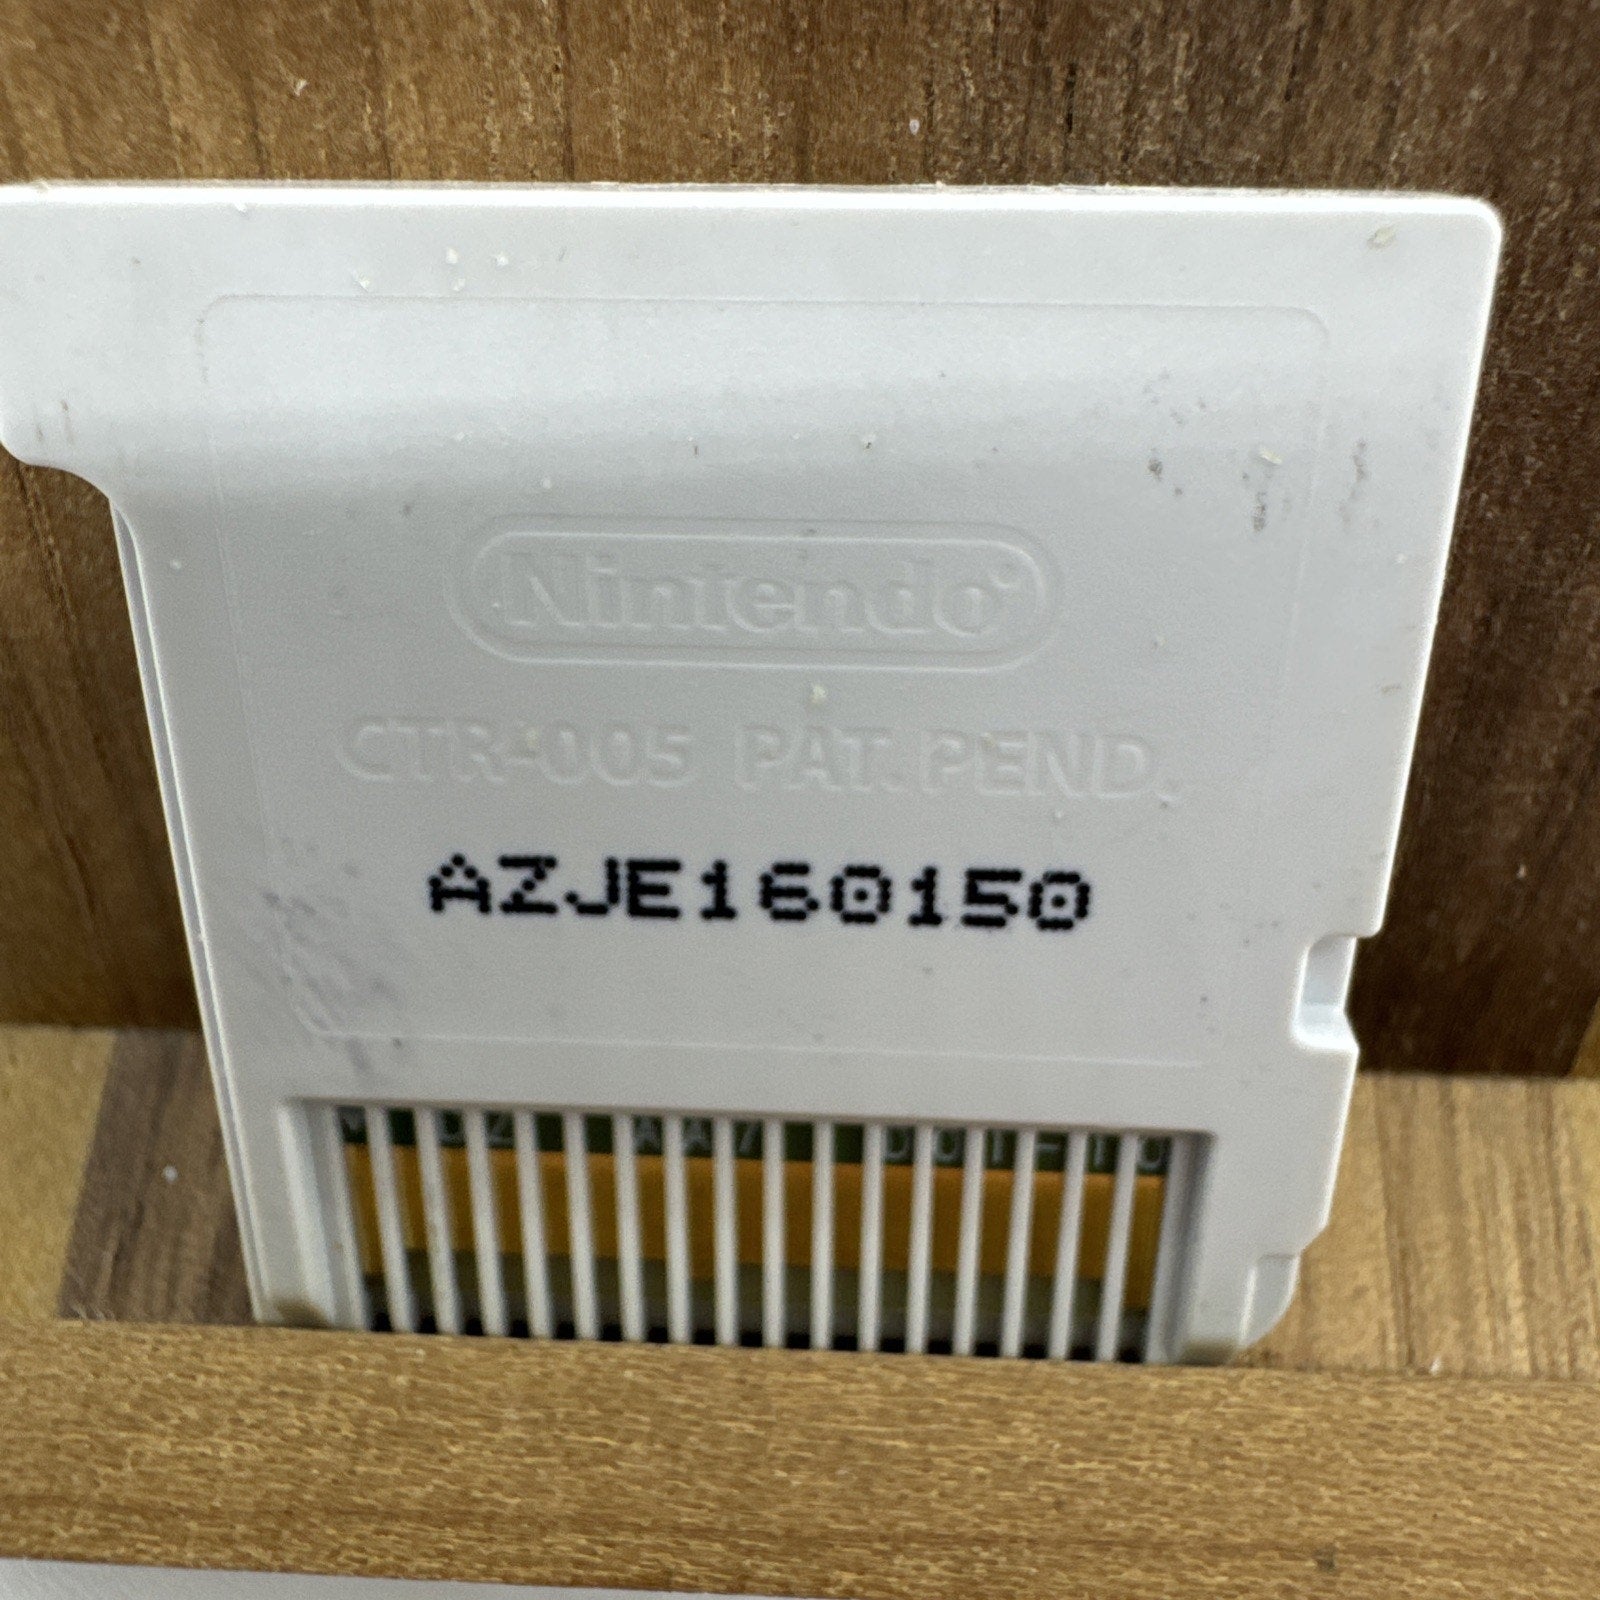 Nintendo®
CTR-005 PAT. PEND.
AZJE160150